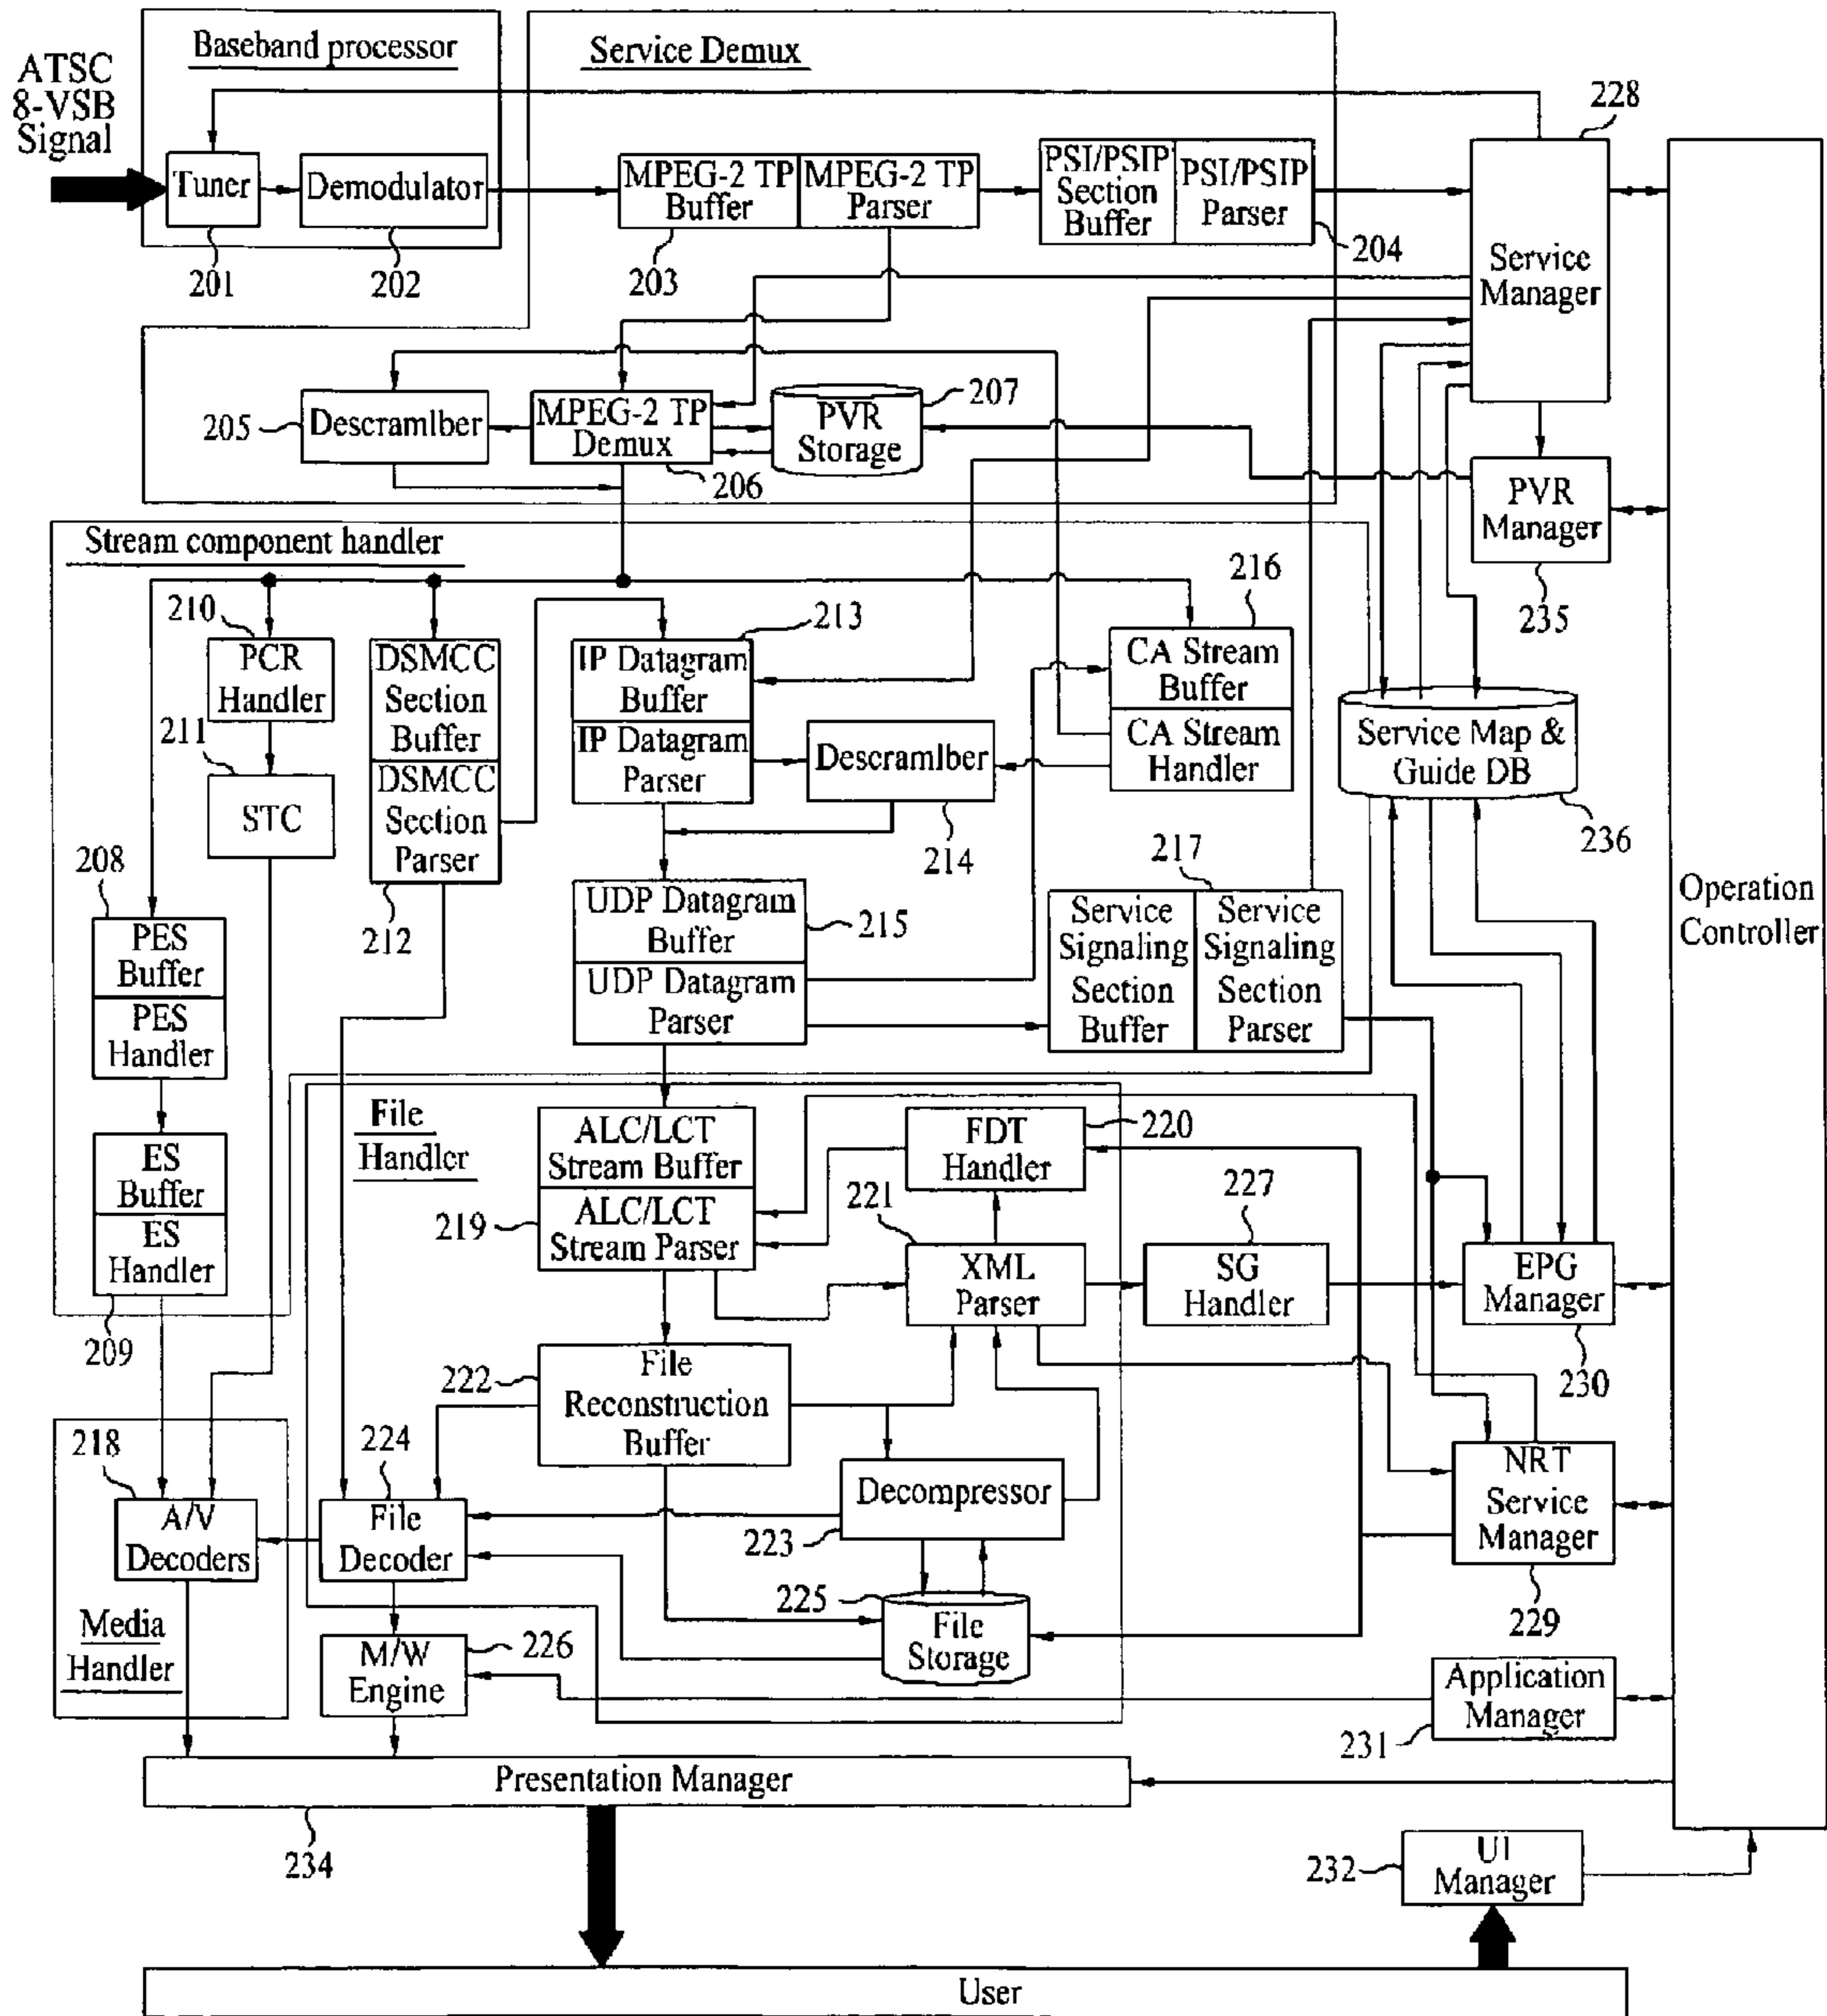 Baseband processor
Service Demux
ATSC
8-VSB
Signal
228
Tuner
Demodulator
MPEG-2 TP
Buffer
MPEG-2 TP
Parser
PSI/PSIP
Section
Buffer
PSI/PSIP
Parser
Service
Manager
201
202
203
204
205
Descramlber
MPEG-2 TP
Demux
206
PVR
Storage
207
PVR
Manager
235
Stream component handler
210
PCR
Handler
211
STC
DSMCC
Section
Buffer
DSMCC
Section
Parser
212
213
IP Datagram
Buffer
IP Datagram
Parser
Descramlber
214
216
CA Stream
Buffer
CA Stream
Handler
Service Map &
Guide DB
236
Operation
Controller
208
PES
Buffer
PES
Handler
UDP Datagram
Buffer
UDP Datagram
Parser
215
217
Service
Signaling
Section
Buffer
Service
Signaling
Section
Parser
ES
Buffer
ES
Handler
209
File
Handler
ALC/LCT
Stream Buffer
ALC/LCT
Stream Parser
219
FDT
Handler
220
221
XML
Parser
227
SG
Handler
EPG
Manager
230
222
File
Reconstruction
Buffer
218
A/V
Decoders
224
File
Decoder
Decompressor
223
NRT
Service
Manager
229
225
File
Storage
Media
Handler
M/W
Engine
226
Application
Manager
231
Presentation Manager
234
232
UI
Manager
User